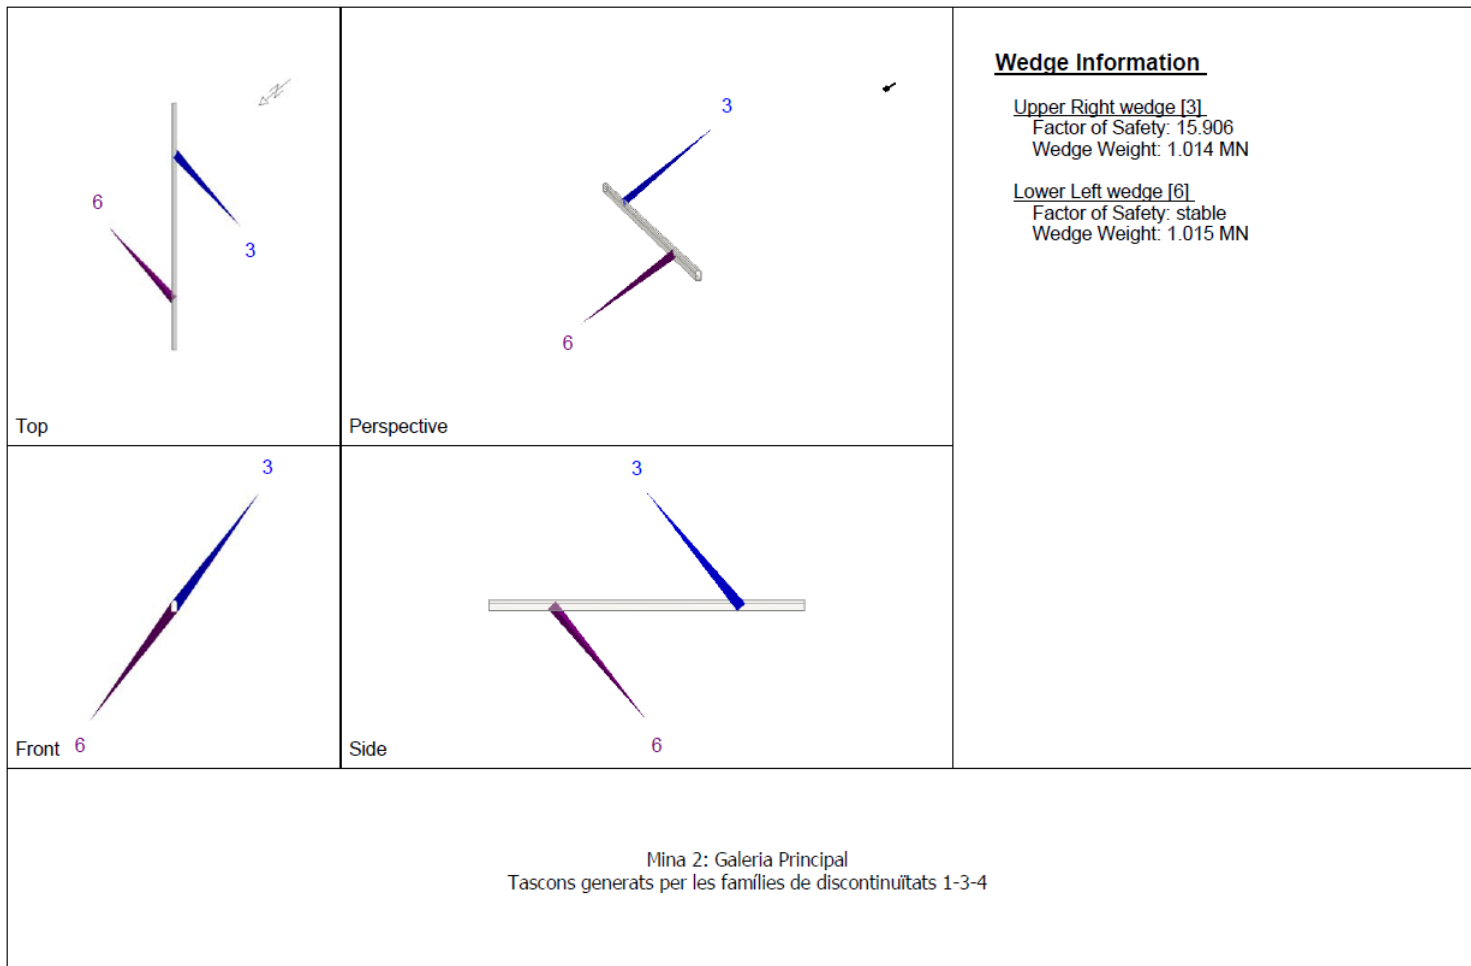 N
3
6
3
Top
3
6
Perspective
3
Front 6
3
6
Side
Wedge Information
Upper Right wedge [3]
Factor of Safety: 15.906
Wedge Weight: 1.014 MN
Lower Left wedge [6]
Factor of Safety: stable
Wedge Weight: 1.015 MN
Mina 2: Galeria Principal
Tascons generats per les famílies de discontinuïtats 1-3-4